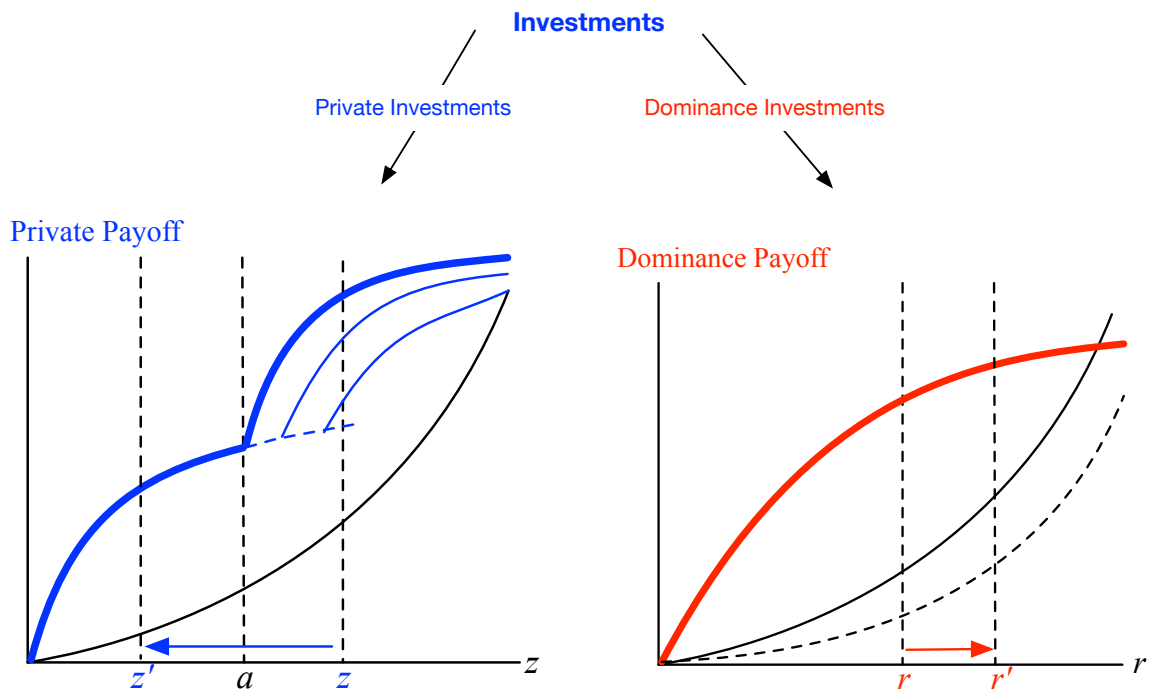 Investments
Private Investments
Dominance Investments
Private Payoff
Dominance Payoff
z' a z z
r r' r